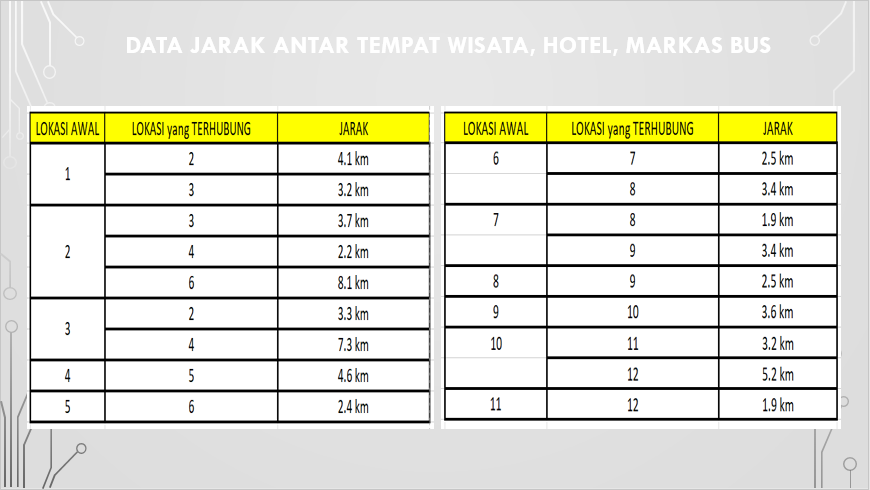 DATA JARAK ANTAR TEMPAT WISATA, HOTEL, MARKAS BUS
LOKASI AWAL LOKASI yang TERHUBUNG JARAK
1 2 4.1 km
3 3.2 km
2 3 3.7 km
4 2.2 km
6 8.1 km
3 2 3.3 km
4 7.3 km
4 5 4.6 km
5 6 2.4 km
LOKASI AWAL LOKASI yang TERHUBUNG JARAK
6 7 2.5 km
8 3.4 km
7 8 1.9 km
9 3.4 km
8 9 2.5 km
9 10 3.6 km
10 11 3.2 km
12 5.2 km
11 12 1.9 km